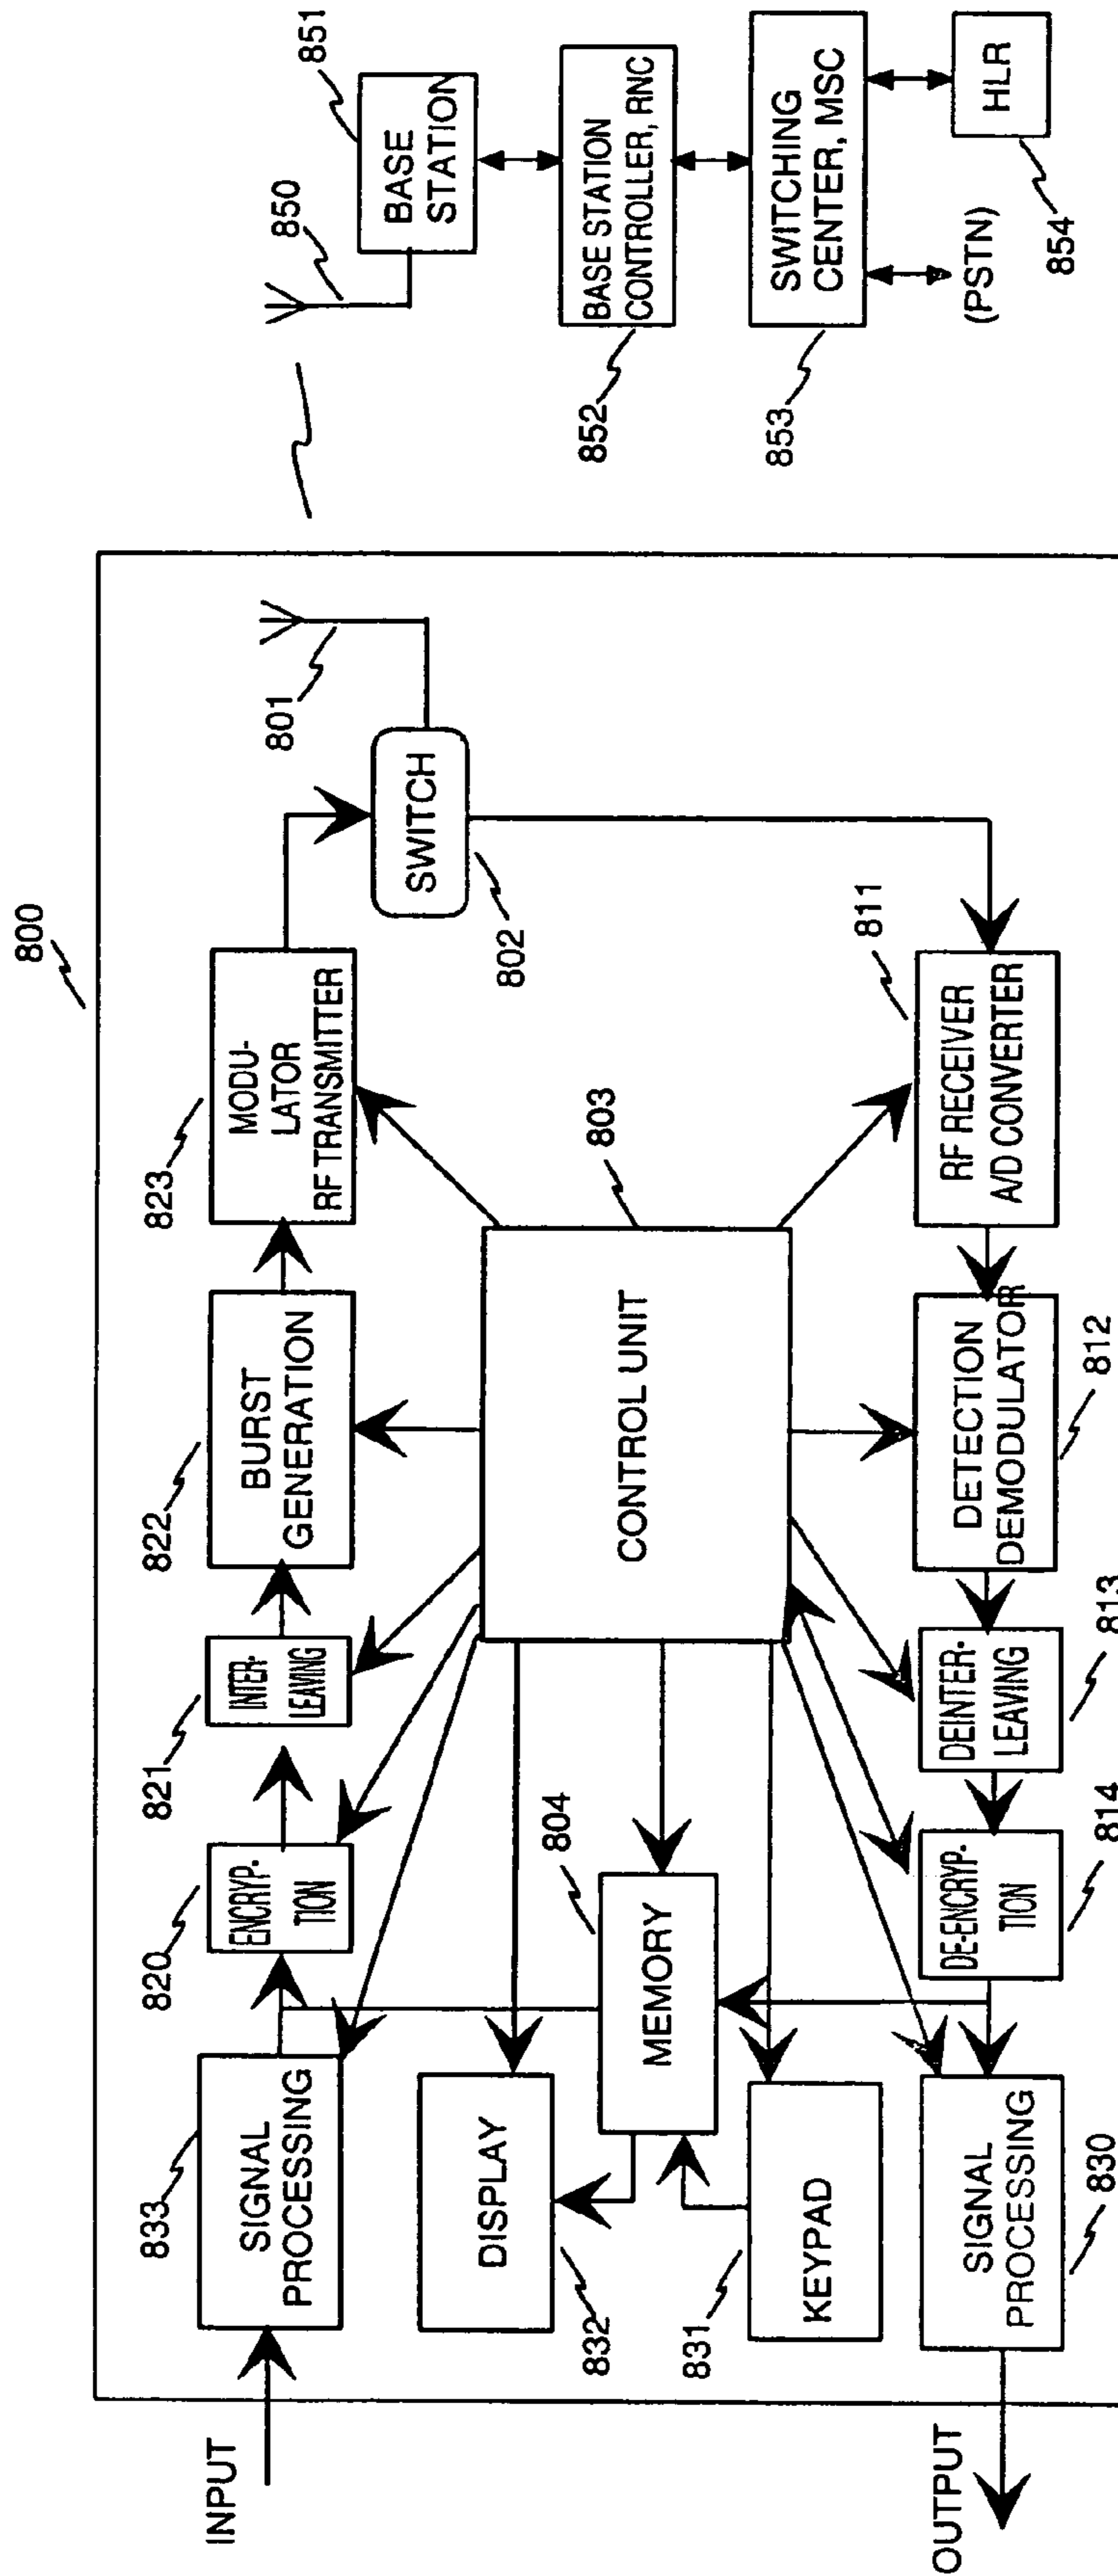 800
INPUT
833
SIGNAL
PROCESSING
820
ENCRYP-
TION
821
INTER-
LEAVING
822
BURST
GENERATION
823
MODU-
LATOR
RF TRANSMITTER
801
SWITCH
802
850
851
BASE
STATION
832
DISPLAY
804
MEMORY
831
KEYPAD
CONTROL UNIT
803
852
BASE STATION
CONTROLLER, RNC
853
SWITCHING
CENTER, MSC
(PSTN)
HLR
854
OUTPUT
SIGNAL
PROCESSING
830
DE-ENCRYP-
TION
814
DEINTER-
LEAVING
813
DETECTION
DEMODULATOR
812
RF RECEIVER
A/D CONVERTER
811